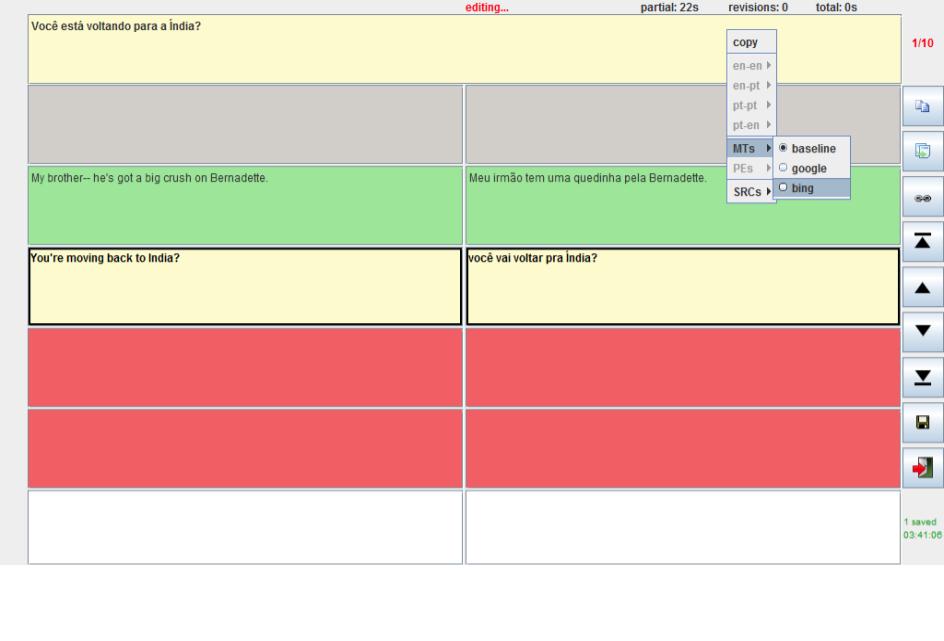 editing... partial: 22s revisions: 0 total: 0s
Você está voltando para a Índia?
1/10
copy
en-en
en-pt
pt-pt
pt-en
MTs
baseline
PEs
google
SRCs
bing
My brother-- he's got a big crush on Bernadette.
Meu irmão tem uma quedinha pela Bernadette.
You're moving back to India?
você vai voltar pra Índia?
1 saved
03:41:06